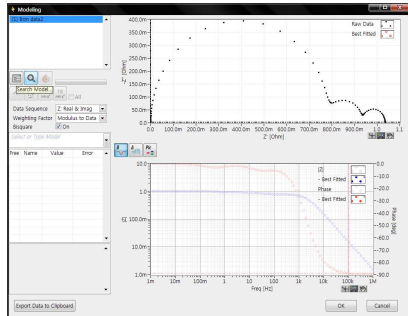 Modeling
(1) Iron data2
Search Model...
All
Data Sequence Z: Real & Imag
Weighting Factor Modulus to Data
Bisquare On
Select or Type Model
Free Name Value Error
Export Data to Clipboard
400.0m
350.0m
300.0m
250.0m
200.0m
150.0m
100.0m
50.0m
0.0
-Z'' [Ohm]
Raw Data
Best Fitted
0.0 100.0m 200.0m 300.0m 400.0m 500.0m 600.0m 700.0m 800.0m 900.0m 1.0 1.1
Z' [Ohm]
10.0
1.0
100.0m
10.0m
1.0m
|Z|
|Z|
- Best Fitted
Phase
- Best Fitted
0.0
-10.0
-20.0
-30.0
-40.0
-50.0
-60.0
-70.0
-80.0
-90.0
Phase [deg]
1m 10m 100m 1 10 100 1k 10k 100k 1M
Freq [Hz]
OK Cancel